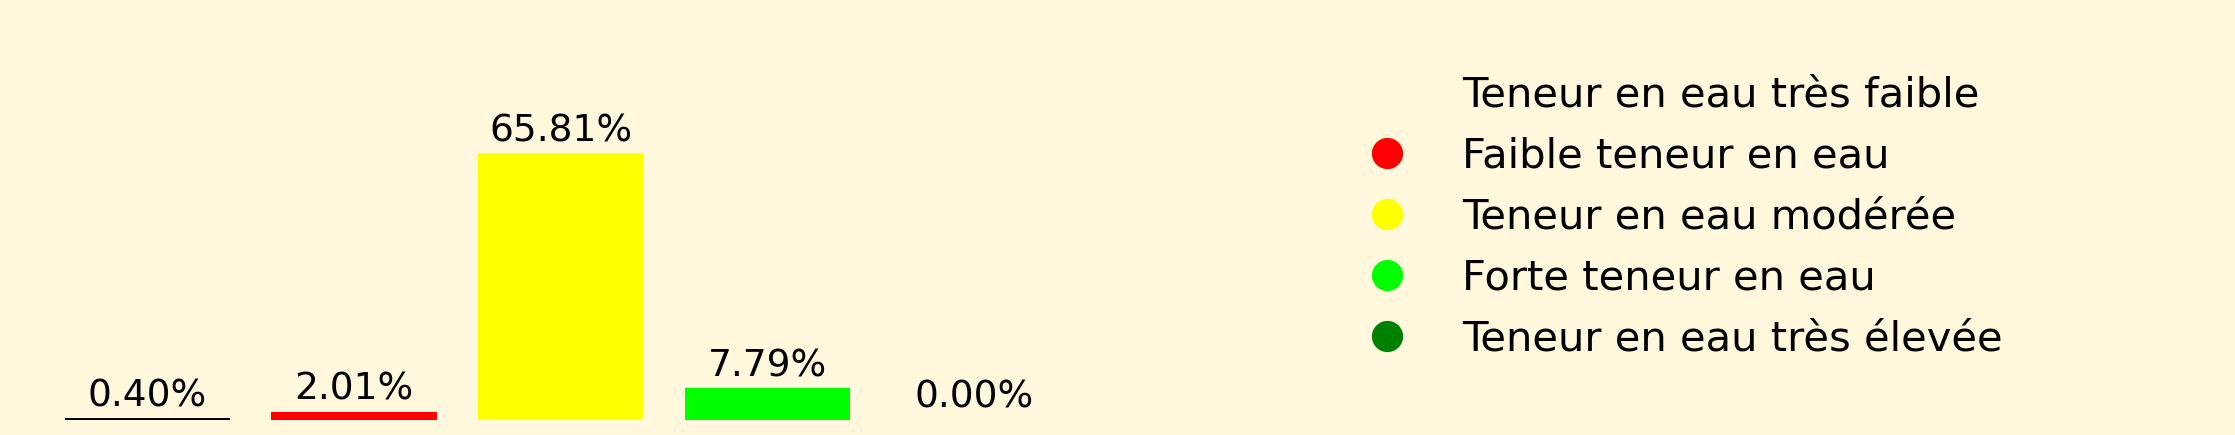 65.81%
7.79%
2.01%
0.40%
0.00%
Teneur en eau très faible
Faible teneur en eau
Teneur en eau modérée
Forte teneur en eau
Teneur en eau très élevée